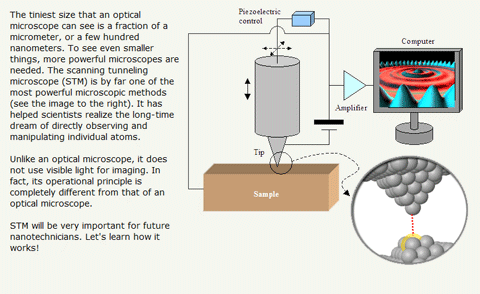 The tiniest size that an optical
microscope can see is a fraction of a
micrometer, or a few hundred
nanometers. To see even smaller
things, more powerful microscopes are
needed. The scanning tunneling
microscope (STM) is by far one of the
most powerful microscopic methods
(see the image to the right). It has
helped scientists realize the long-time
dream of directly observing and
manipulating individual atoms.
Unlike an optical microscope, it does
not use visible light for imaging. In
fact, its operational principle is
completely different from that of an
optical microscope.
STM will be very important for future
nanotechnicians. Let's learn how it
works!
Piezoelectric
control
Computer
Amplifier
Tip
Sample